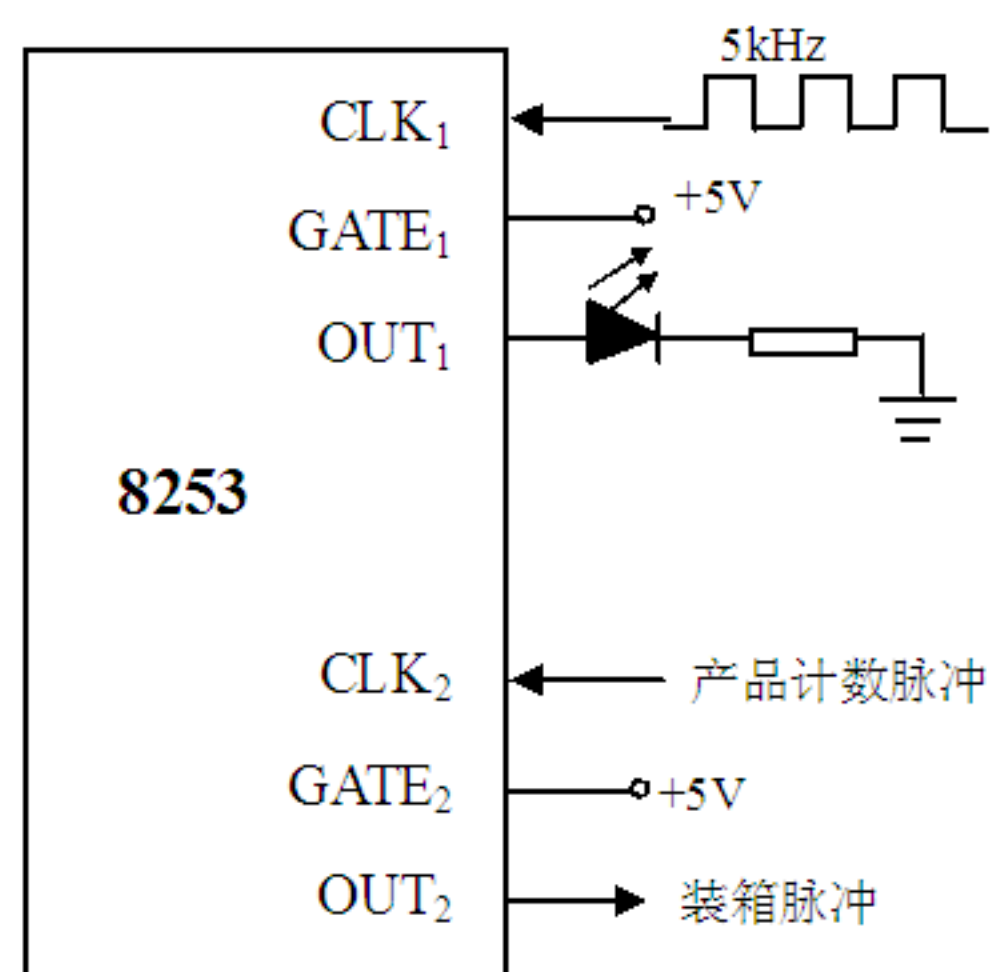 5kHz
CLK₁
+5V
GATE₁
OUT₁
8253
CLK₂ 产品计数脉冲
GATE₂ +5V
OUT₂ 装箱脉冲